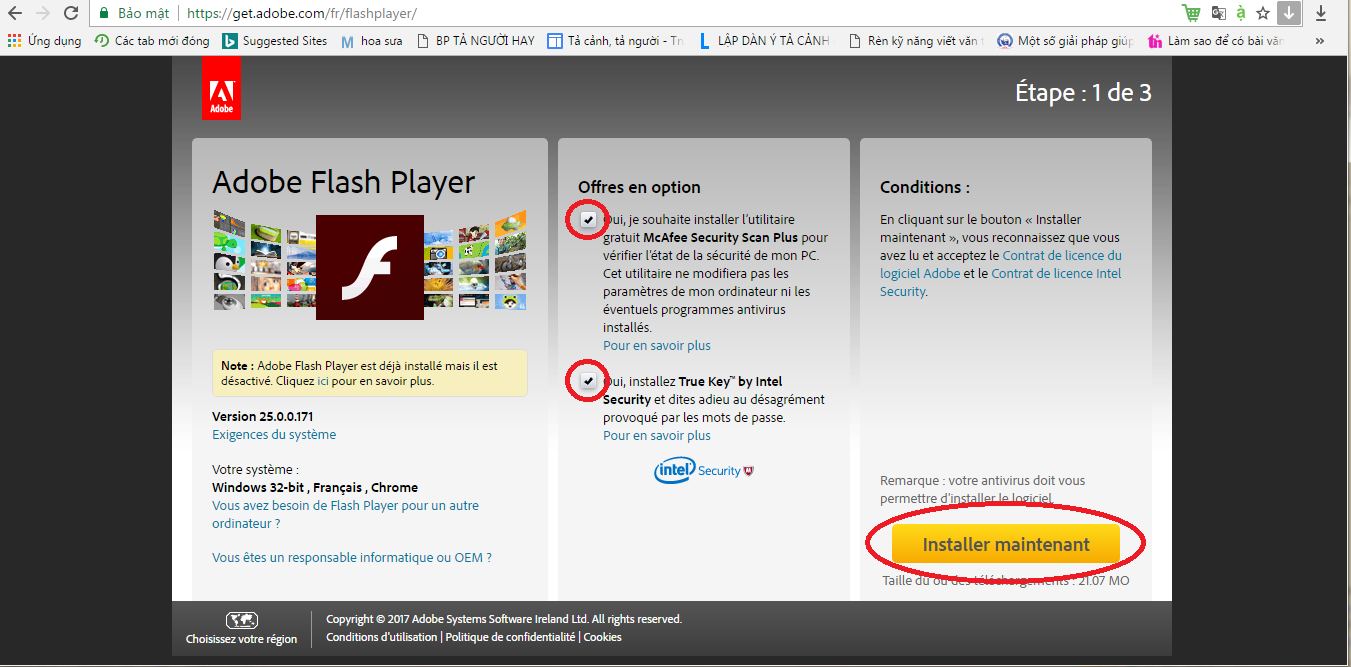 Bảo mật https://get.adobe.com/fr/flashplayer/
Ứng dụng Các tab mới đóng Suggested Sites hoa sưa BP TẢ NGƯỜI HAY Tả cảnh, tả người - Tr LẬP DÀN Ý TẢ CẢNH Rèn kỹ năng viết văn Một số giải pháp giúp Làm sao để có bài văn »
Adobe
Étape : 1 de 3
Adobe Flash Player
Note : Adobe Flash Player est déjà installé mais il est
désactivé. Cliquez ici pour en savoir plus.
Version 25.0.0.171
Exigences du système
Votre système :
Windows 32-bit , Français , Chrome
Vous avez besoin de Flash Player pour un autre
ordinateur ?
Vous êtes un responsable informatique ou OEM ?
Offres en option
Oui, je souhaite installer l'utilitaire
gratuit McAfee Security Scan Plus pour
vérifier l'état de la sécurité de mon PC.
Cet utilitaire ne modifiera pas les
paramètres de mon ordinateur ni les
éventuels programmes antivirus
installés.
Pour en savoir plus
Oui, installez True Key™ by Intel
Security et dites adieu au désagrément
provoqué par les mots de passe.
Pour en savoir plus
intel Security
Conditions :
En cliquant sur le bouton « Installer
maintenant », vous reconnaissez que vous
avez lu et acceptez le Contrat de licence du
logiciel Adobe et le Contrat de licence Intel
Security.
Remarque : votre antivirus doit vous
permettre d'installer le logiciel.
Installer maintenant
Taille du ou des téléchargements : 21.07 MO
Choisissez votre région
Copyright © 2017 Adobe Systems Software Ireland Ltd. All rights reserved.
Conditions d'utilisation | Politique de confidentialité | Cookies